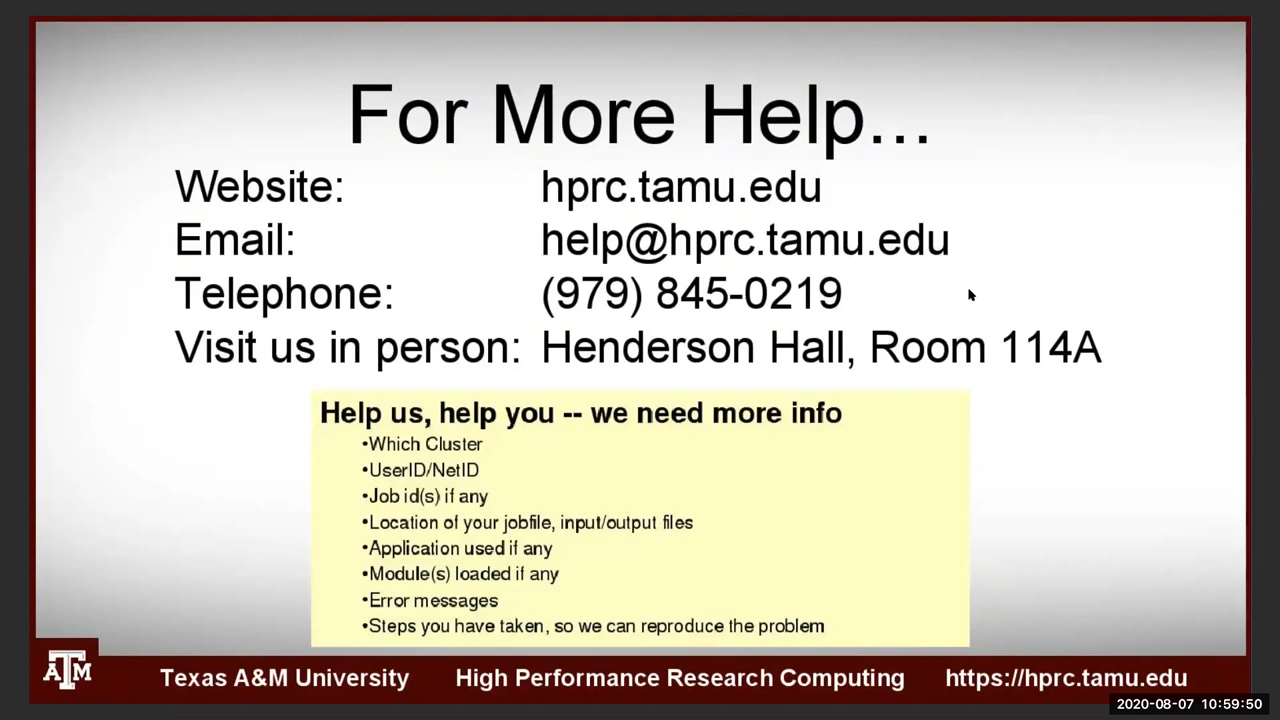 For More Help...
Website: hprc.tamu.edu
Email: help@hprc.tamu.edu
Telephone: (979) 845-0219
Visit us in person: Henderson Hall, Room 114A
Help us, help you -- we need more info
•Which Cluster
•UserID/NetID
•Job id(s) if any
•Location of your jobfile, input/output files
•Application used if any
•Module(s) loaded if any
•Error messages
•Steps you have taken, so we can reproduce the problem
ATM Texas A&M University High Performance Research Computing https://hprc.tamu.edu
2020-08-07 10:59:50